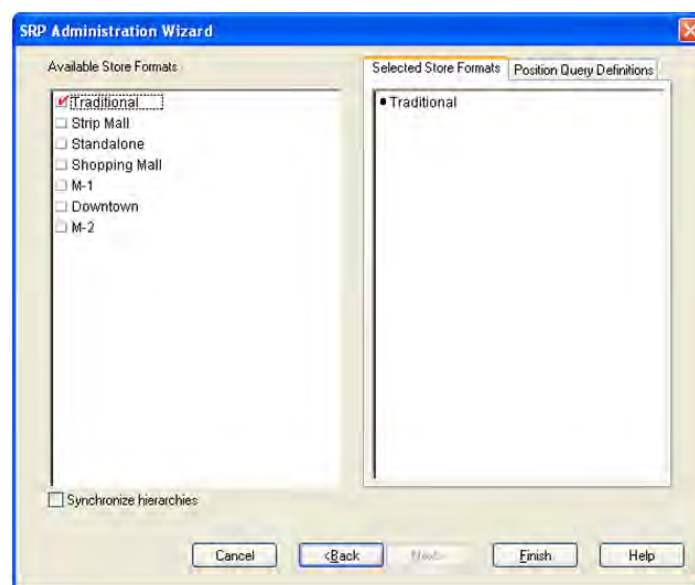 SRP Administration Wizard
Available Store Formats
Traditional
Strip Mall
Standalone
Shopping Mall
M-1
Downtown
M-2
Synchronize hierarchies
Selected Store Formats
Position Query Definitions
Traditional
Cancel
<Back
Next>
Finish
Help